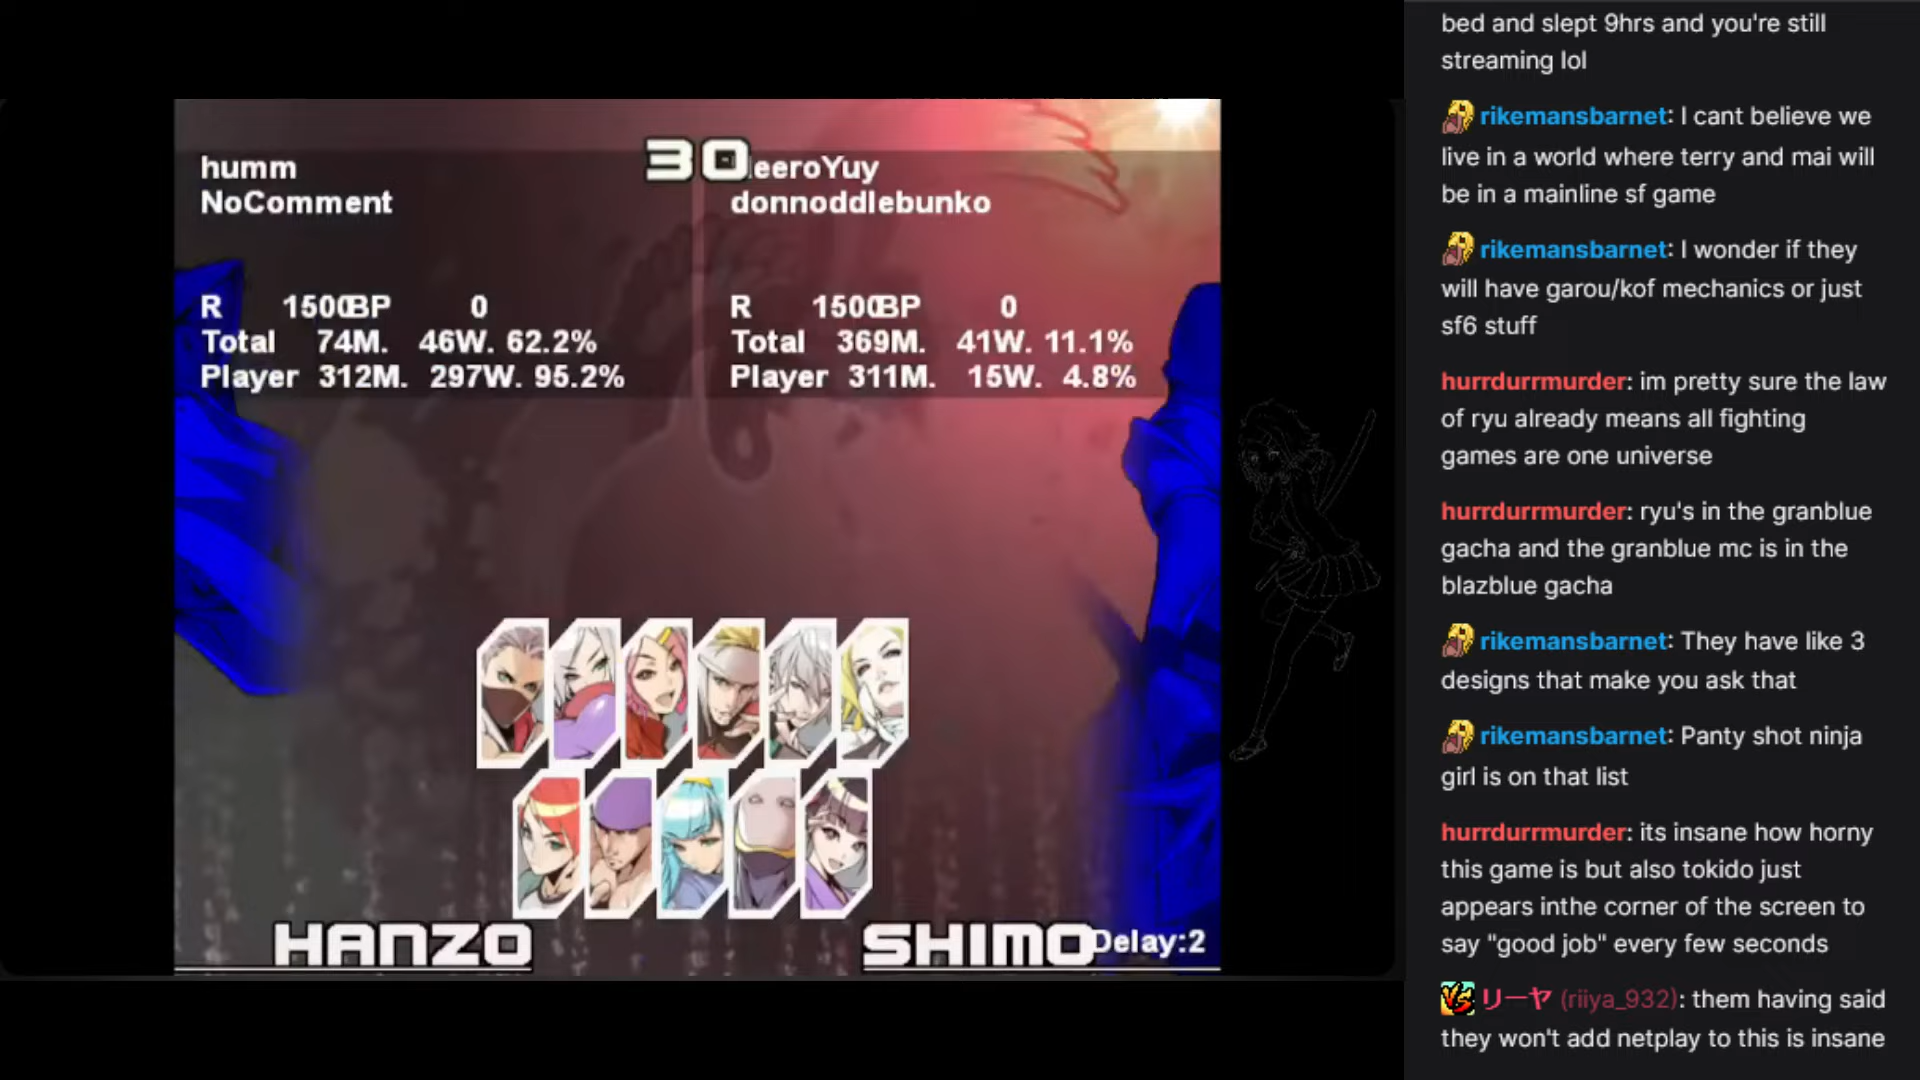 humm
NoComment
30
eeroYuy
donnoddlebunko
R 1500BP 0
Total 74M. 46W. 62.2%
Player 312M. 297W. 95.2%
R 1500BP 0
Total 369M. 41W. 11.1%
Player 311M. 15W. 4.8%
HANZO
SHIMO
Delay:2
bed and slept 9hrs and you're still
streaming lol
rikemansbarnet: I cant believe we
live in a world where terry and mai will
be in a mainline sf game
rikemansbarnet: I wonder if they
will have garou/kof mechanics or just
sf6 stuff
hurrdurrmurder: im pretty sure the law
of ryu already means all fighting
games are one universe
hurrdurrmurder: ryu's in the granblue
gacha and the granblue mc is in the
blazblue gacha
rikemansbarnet: They have like 3
designs that make you ask that
rikemansbarnet: Panty shot ninja
girl is on that list
hurrdurrmurder: its insane how horny
this game is but also tokido just
appears inthe corner of the screen to
say "good job" every few seconds
VS リーヤ (riiya_932): them having said
they won't add netplay to this is insane